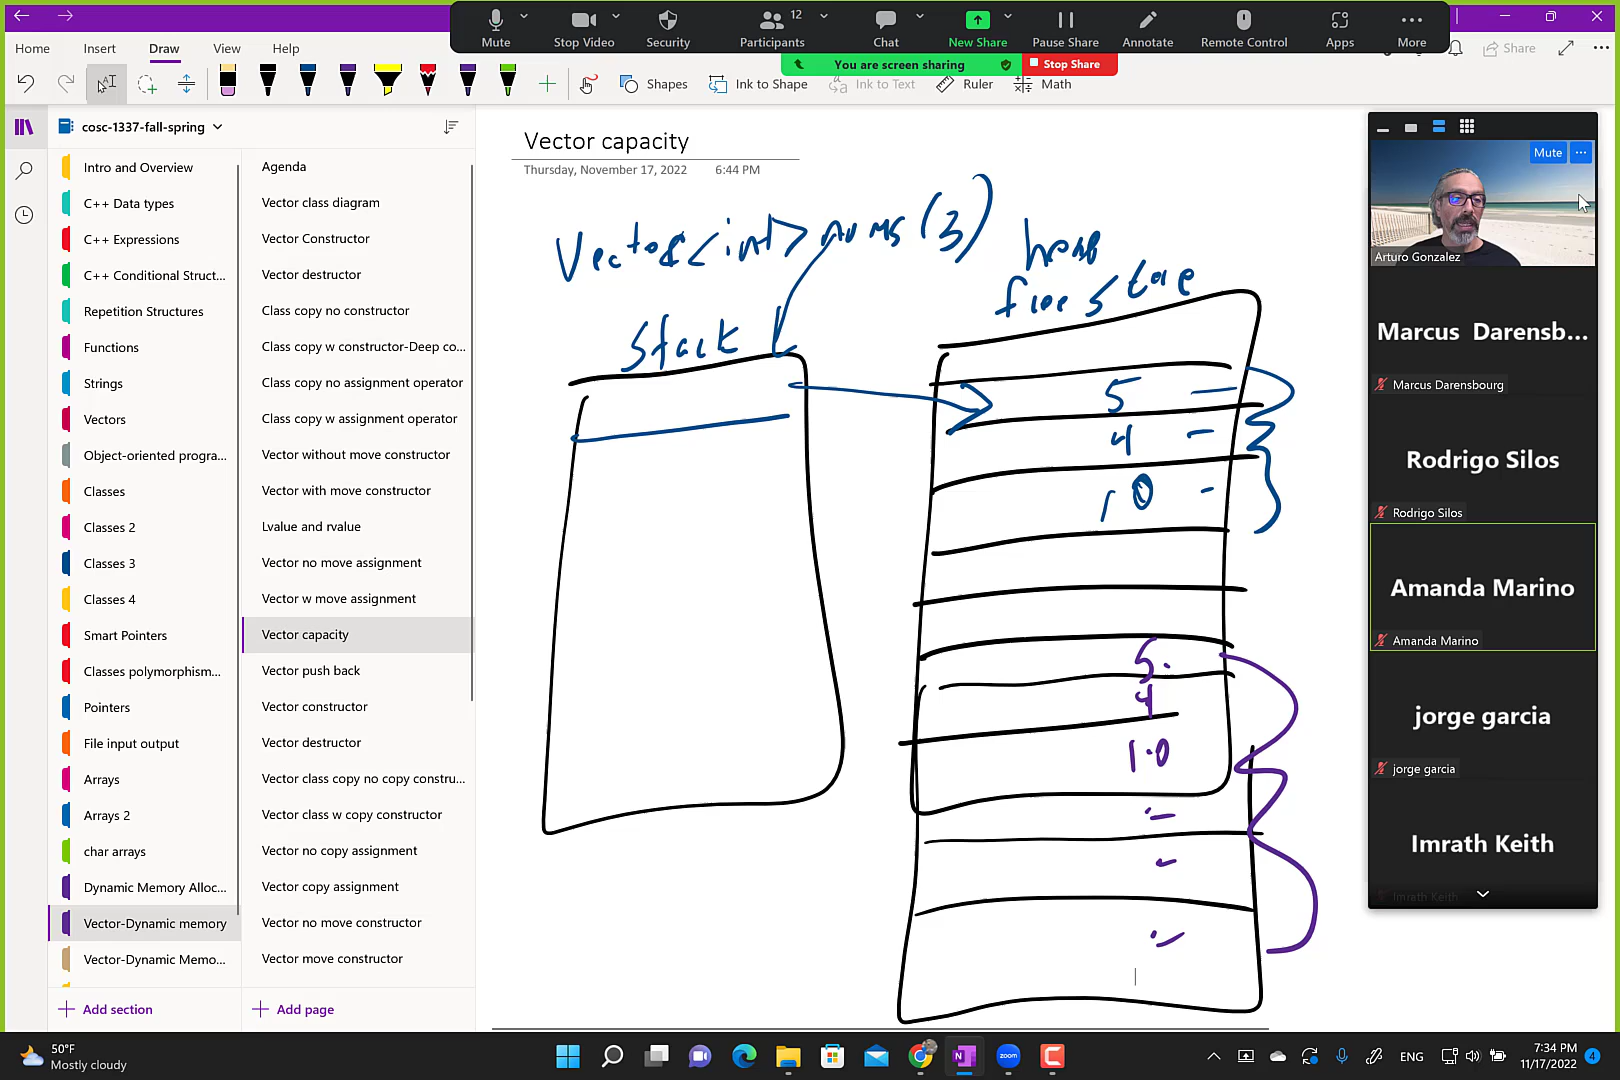 Mute
Stop Video
Security
Participants
12
Chat
New Share
Pause Share
Annotate
Remote Control
Apps
More
You are screen sharing
Stop Share
Home
Insert
Draw
View
Help
Share
Shapes
Ink to Shape
Ink to Text
Ruler
Math
cosc-1337-fall-spring
Intro and Overview
C++ Data types
C++ Expressions
C++ Conditional Struct...
Repetition Structures
Functions
Strings
Vectors
Object-oriented progra...
Classes
Classes 2
Classes 3
Classes 4
Smart Pointers
Classes polymorphism...
Pointers
File input output
Arrays
Arrays 2
char arrays
Dynamic Memory Alloc...
Vector-Dynamic memory
Vector-Dynamic Memo...
Add section
Agenda
Vector class diagram
Vector Constructor
Vector destructor
Class copy no constructor
Class copy w constructor-Deep co...
Class copy no assignment operator
Class copy w assignment operator
Vector without move constructor
Vector with move constructor
Lvalue and rvalue
Vector no move assignment
Vector w move assignment
Vector capacity
Vector push back
Vector constructor
Vector destructor
Vector class copy no copy constru...
Vector class w copy constructor
Vector no copy assignment
Vector copy assignment
Vector no move constructor
Vector move constructor
Add page
Vector capacity
Thursday, November 17, 2022 6:44 PM
Vector<int> nums (3)
heap
free store
Stack
5
4
10
5
4
10
Mute
Arturo Gonzalez
Marcus Darensb...
Marcus Darensbourg
Rodrigo Silos
Rodrigo Silos
Amanda Marino
Amanda Marino
jorge garcia
jorge garcia
Imrath Keith
Imrath Keith
50°F
Mostly cloudy
zoom
ENG
7:34 PM
11/17/2022
4